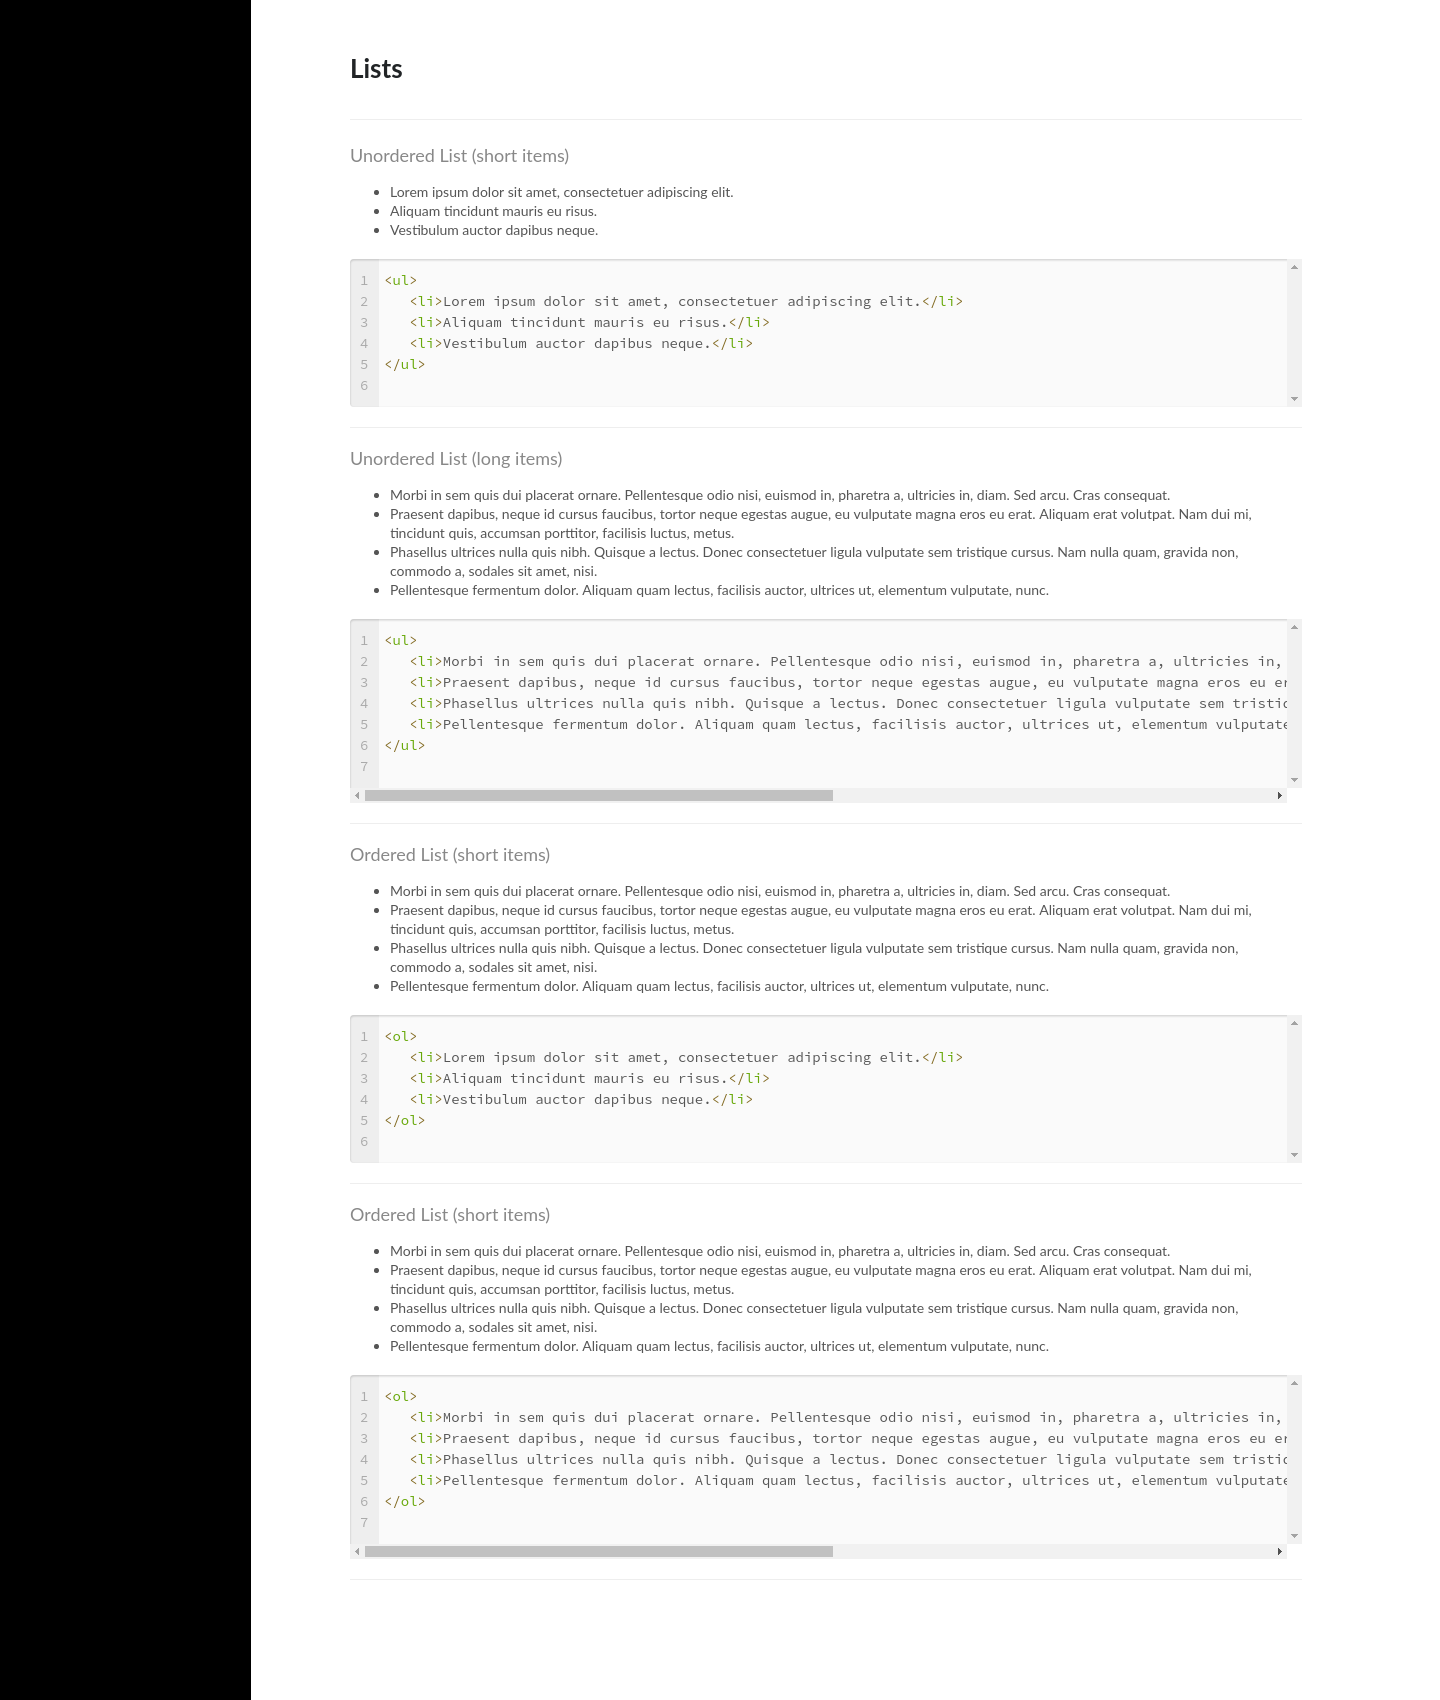 Lists
Unordered List (short items)
• Lorem ipsum dolor sit amet, consectetuer adipiscing elit.
• Aliquam tincidunt mauris eu risus.
• Vestibulum auctor dapibus neque.
1 <ul>
2    <li>Lorem ipsum dolor sit amet, consectetuer adipiscing elit.</li>
3    <li>Aliquam tincidunt mauris eu risus.</li>
4    <li>Vestibulum auctor dapibus neque.</li>
5 </ul>
6
Unordered List (long items)
• Morbi in sem quis dui placerat ornare. Pellentesque odio nisi, euismod in, pharetra a, ultricies in, diam. Sed arcu. Cras consequat.
• Praesent dapibus, neque id cursus faucibus, tortor neque egestas augue, eu vulputate magna eros eu erat. Aliquam erat volutpat. Nam dui mi,
tincidunt quis, accumsan porttitor, facilisis luctus, metus.
• Phasellus ultrices nulla quis nibh. Quisque a lectus. Donec consectetuer ligula vulputate sem tristique cursus. Nam nulla quam, gravida non,
commodo a, sodales sit amet, nisi.
• Pellentesque fermentum dolor. Aliquam quam lectus, facilisis auctor, ultrices ut, elementum vulputate, nunc.
1 <ul>
2    <li>Morbi in sem quis dui placerat ornare. Pellentesque odio nisi, euismod in, pharetra a, ultricies in,
3    <li>Praesent dapibus, neque id cursus faucibus, tortor neque egestas augue, eu vulputate magna eros eu er
4    <li>Phasellus ultrices nulla quis nibh. Quisque a lectus. Donec consectetuer ligula vulputate sem tristiq
5    <li>Pellentesque fermentum dolor. Aliquam quam lectus, facilisis auctor, ultrices ut, elementum vulputate
6 </ul>
7
Ordered List (short items)
• Morbi in sem quis dui placerat ornare. Pellentesque odio nisi, euismod in, pharetra a, ultricies in, diam. Sed arcu. Cras consequat.
• Praesent dapibus, neque id cursus faucibus, tortor neque egestas augue, eu vulputate magna eros eu erat. Aliquam erat volutpat. Nam dui mi,
tincidunt quis, accumsan porttitor, facilisis luctus, metus.
• Phasellus ultrices nulla quis nibh. Quisque a lectus. Donec consectetuer ligula vulputate sem tristique cursus. Nam nulla quam, gravida non,
commodo a, sodales sit amet, nisi.
• Pellentesque fermentum dolor. Aliquam quam lectus, facilisis auctor, ultrices ut, elementum vulputate, nunc.
1 <ol>
2    <li>Lorem ipsum dolor sit amet, consectetuer adipiscing elit.</li>
3    <li>Aliquam tincidunt mauris eu risus.</li>
4    <li>Vestibulum auctor dapibus neque.</li>
5 </ol>
6
Ordered List (short items)
• Morbi in sem quis dui placerat ornare. Pellentesque odio nisi, euismod in, pharetra a, ultricies in, diam. Sed arcu. Cras consequat.
• Praesent dapibus, neque id cursus faucibus, tortor neque egestas augue, eu vulputate magna eros eu erat. Aliquam erat volutpat. Nam dui mi,
tincidunt quis, accumsan porttitor, facilisis luctus, metus.
• Phasellus ultrices nulla quis nibh. Quisque a lectus. Donec consectetuer ligula vulputate sem tristique cursus. Nam nulla quam, gravida non,
commodo a, sodales sit amet, nisi.
• Pellentesque fermentum dolor. Aliquam quam lectus, facilisis auctor, ultrices ut, elementum vulputate, nunc.
1 <ol>
2    <li>Morbi in sem quis dui placerat ornare. Pellentesque odio nisi, euismod in, pharetra a, ultricies in,
3    <li>Praesent dapibus, neque id cursus faucibus, tortor neque egestas augue, eu vulputate magna eros eu er
4    <li>Phasellus ultrices nulla quis nibh. Quisque a lectus. Donec consectetuer ligula vulputate sem tristiq
5    <li>Pellentesque fermentum dolor. Aliquam quam lectus, facilisis auctor, ultrices ut, elementum vulputate
6 </ol>
7